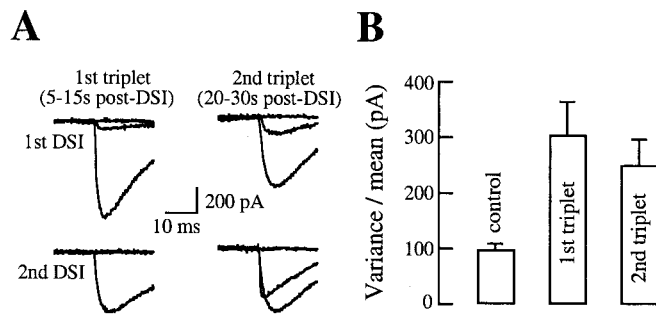 A
1st triplet
(5-15s post-DSI)
2nd triplet
(20-30s post-DSI)
1st DSI
200 pA
10 ms
2nd DSI
B
Variance / mean (pA)
400
300
200
100
0
control
1st triplet
2nd triplet